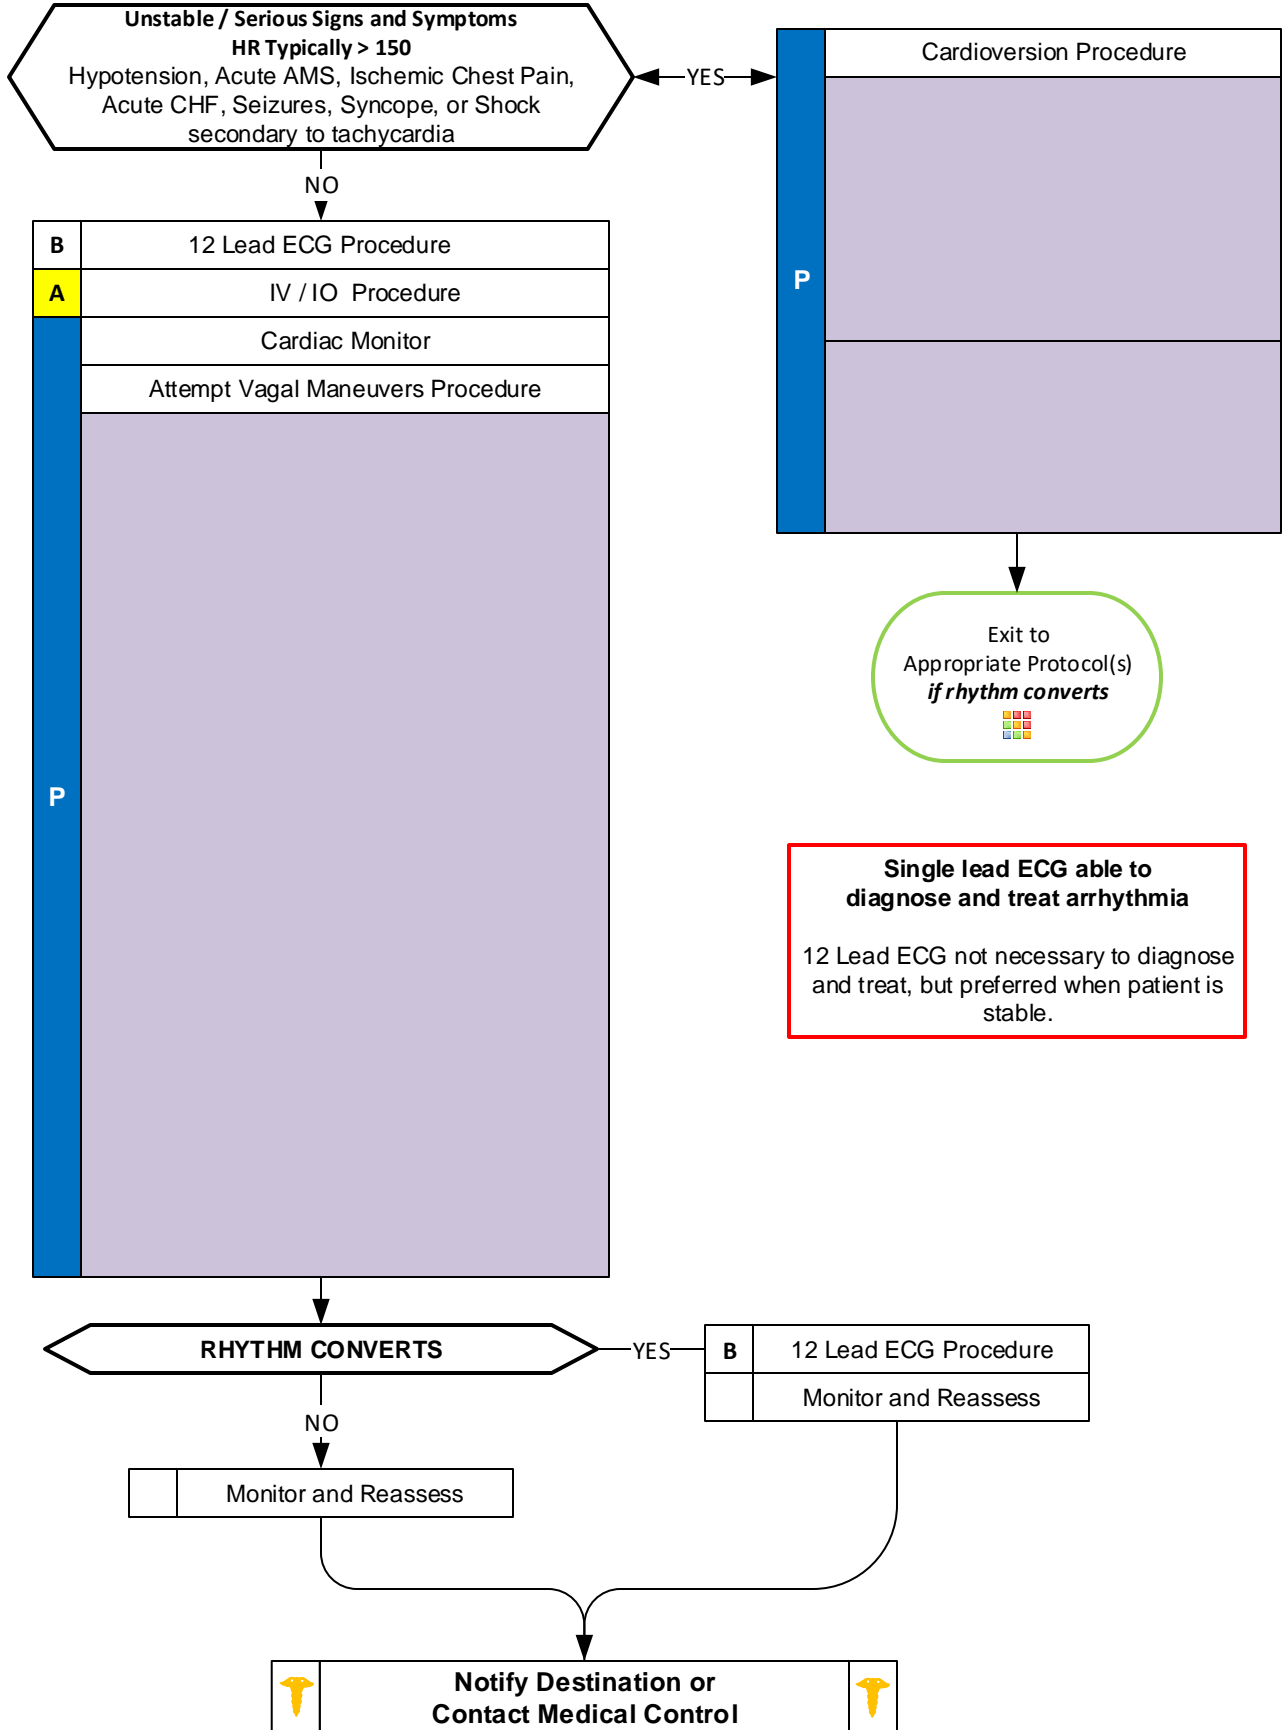 Unstable / Serious Signs and Symptoms
HR Typically > 150
Hypotension, Acute AMS, Ischemic Chest Pain,
Acute CHF, Seizures, Syncope, or Shock
secondary to tachycardia
YES
Cardioversion Procedure
P
NO
B
12 Lead ECG Procedure
A
IV / IO Procedure
Cardiac Monitor
Attempt Vagal Maneuvers Procedure
P
Exit to
Appropriate Protocol(s)
if rhythm converts
Single lead ECG able to
diagnose and treat arrhythmia
12 Lead ECG not necessary to diagnose
and treat, but preferred when patient is
stable.
RHYTHM CONVERTS
YES
B
12 Lead ECG Procedure
Monitor and Reassess
NO
Monitor and Reassess
Notify Destination or
Contact Medical Control